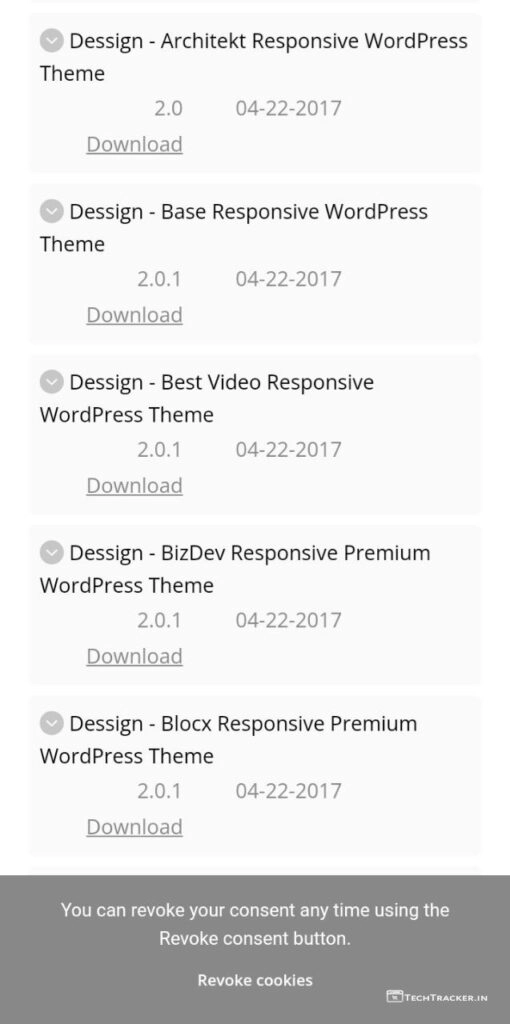 Dessign - Architekt Responsive WordPress
Theme
2.0 04-22-2017
Download
Dessign - Base Responsive WordPress
Theme
2.0.1 04-22-2017
Download
Dessign - Best Video Responsive
WordPress Theme
2.0.1 04-22-2017
Download
Dessign - BizDev Responsive Premium
WordPress Theme
2.0.1 04-22-2017
Download
Dessign - Blocx Responsive Premium
WordPress Theme
2.0.1 04-22-2017
Download
You can revoke your consent any time using the
Revoke consent button.
Revoke cookies
TECHTRACKER.IN